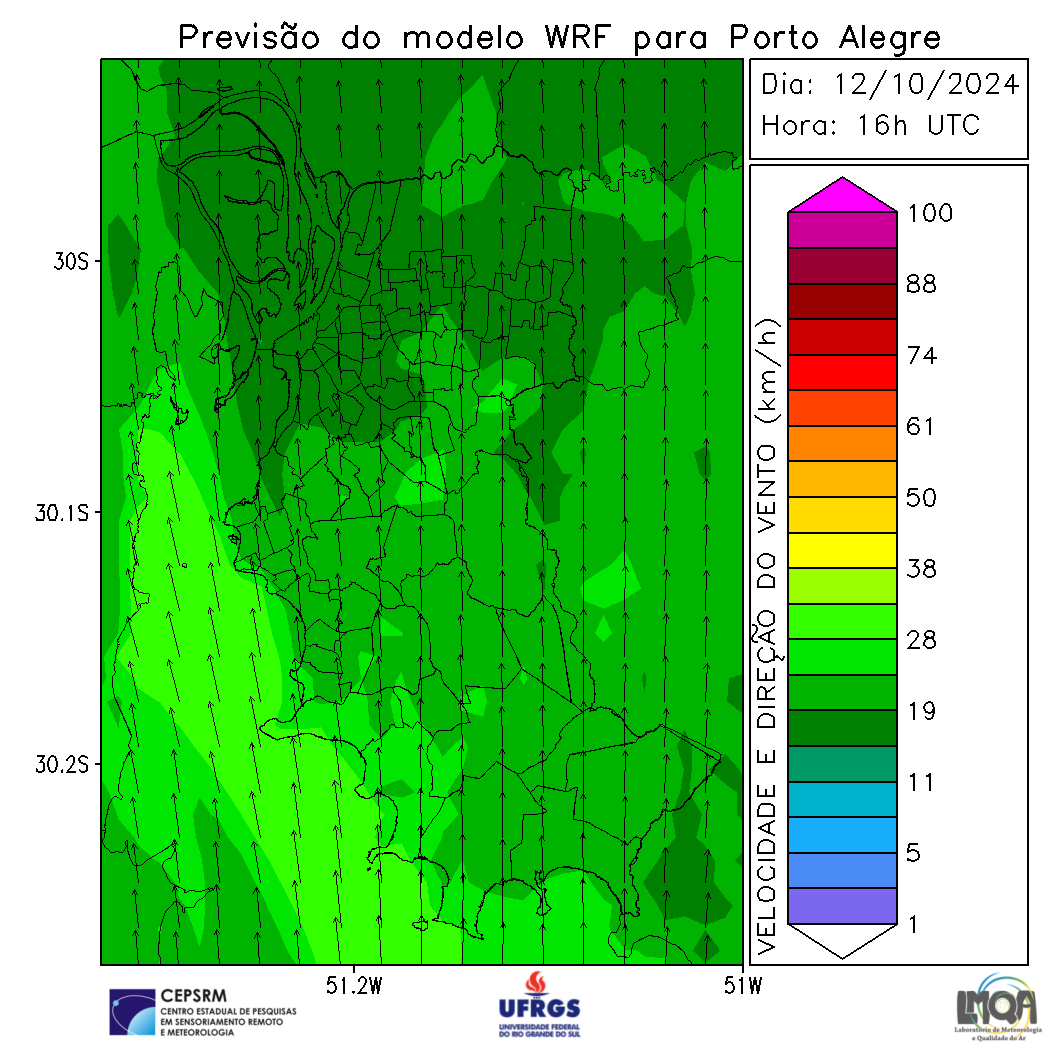 Previsão do modelo WRF para Porto Alegre
Dia: 12/10/2024
Hora: 16h UTC
30S
30.1S
30.2S
51.2W
51W
VELOCIDADE E DIREÇÃO DO VENTO (km/h)
100
88
74
61
50
38
28
19
11
5
1
CEPSRM
CENTRO ESTADUAL DE PESQUISAS
EM SENSORIAMENTO REMOTO
E METEOROLOGIA
UFRGS
UNIVERSIDADE FEDERAL
DO RIO GRANDE DO SUL
LMQA
Laboratório de Meteorologia
e Qualidade do Ar